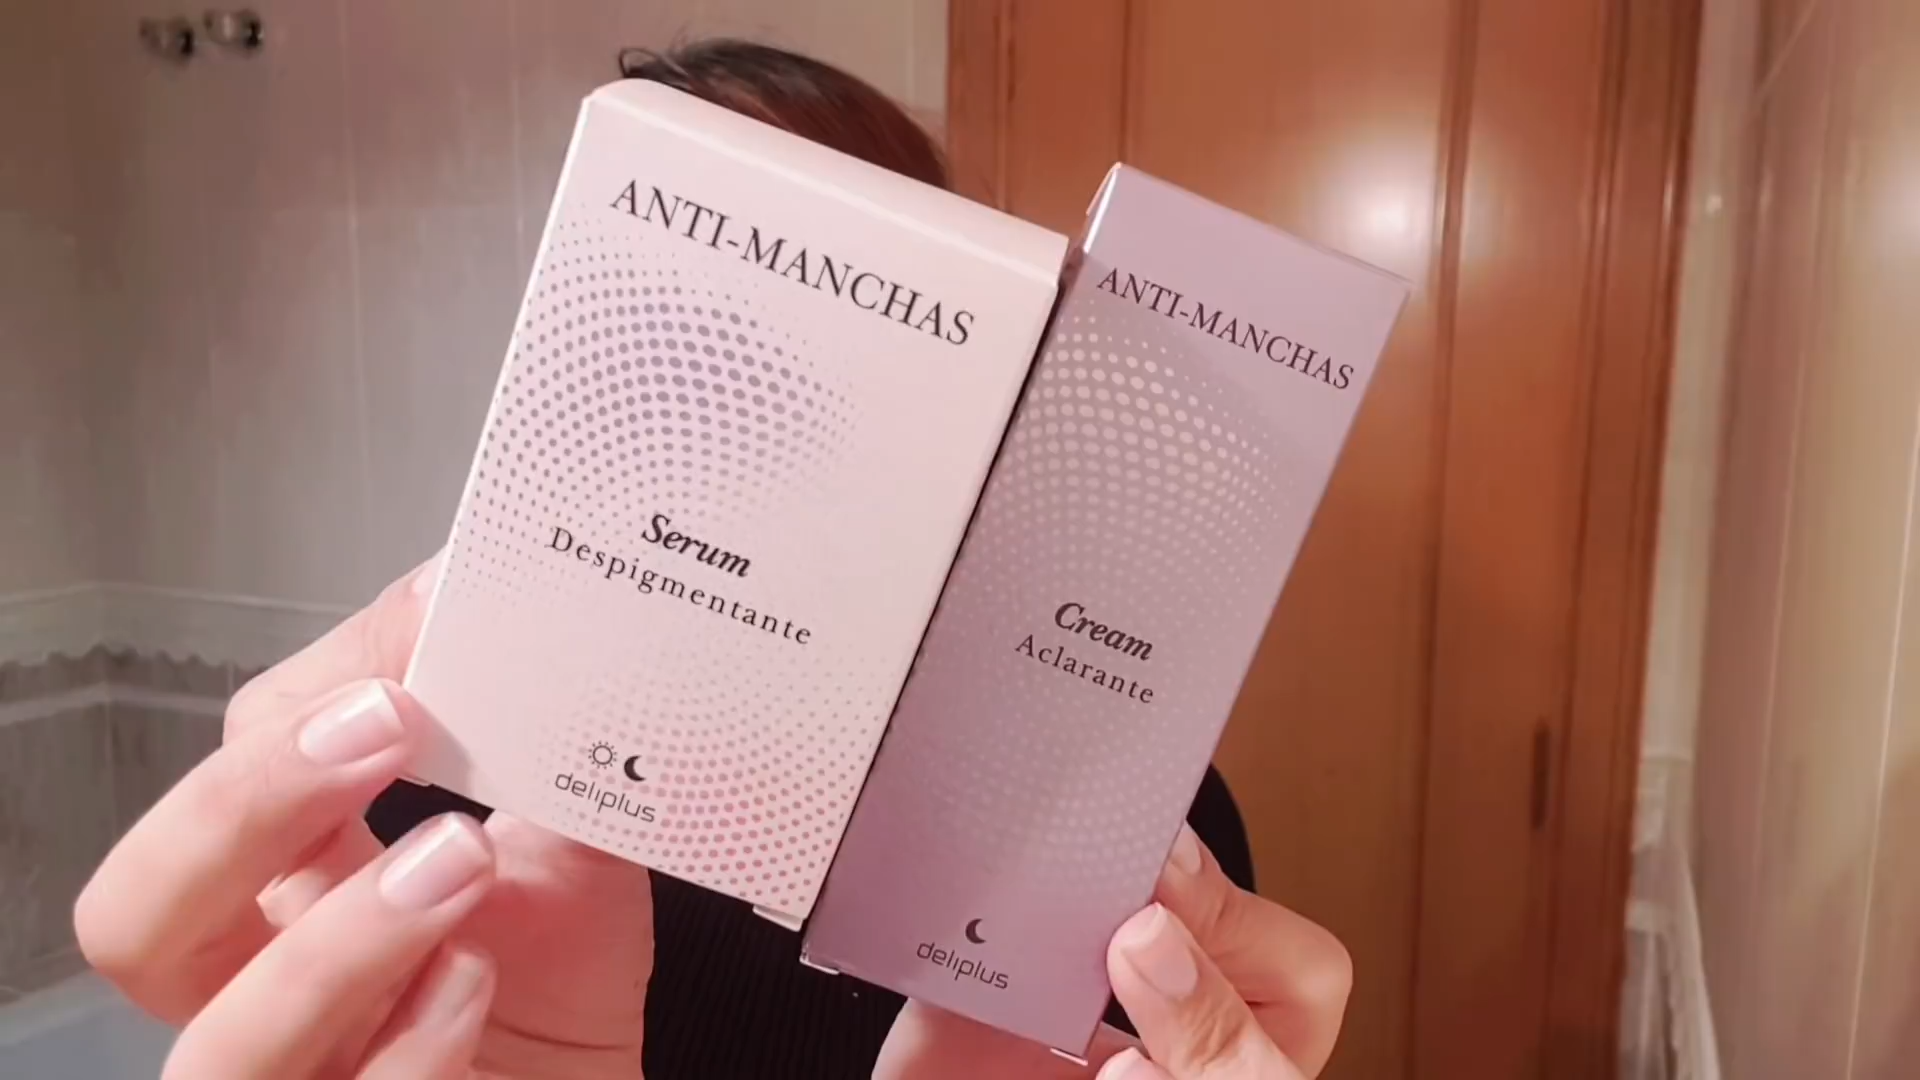 ANTI-MANCHAS
Serum
Despigmentante
deliplus
ANTI-MANCHAS
Cream
Aclarante
deliplus